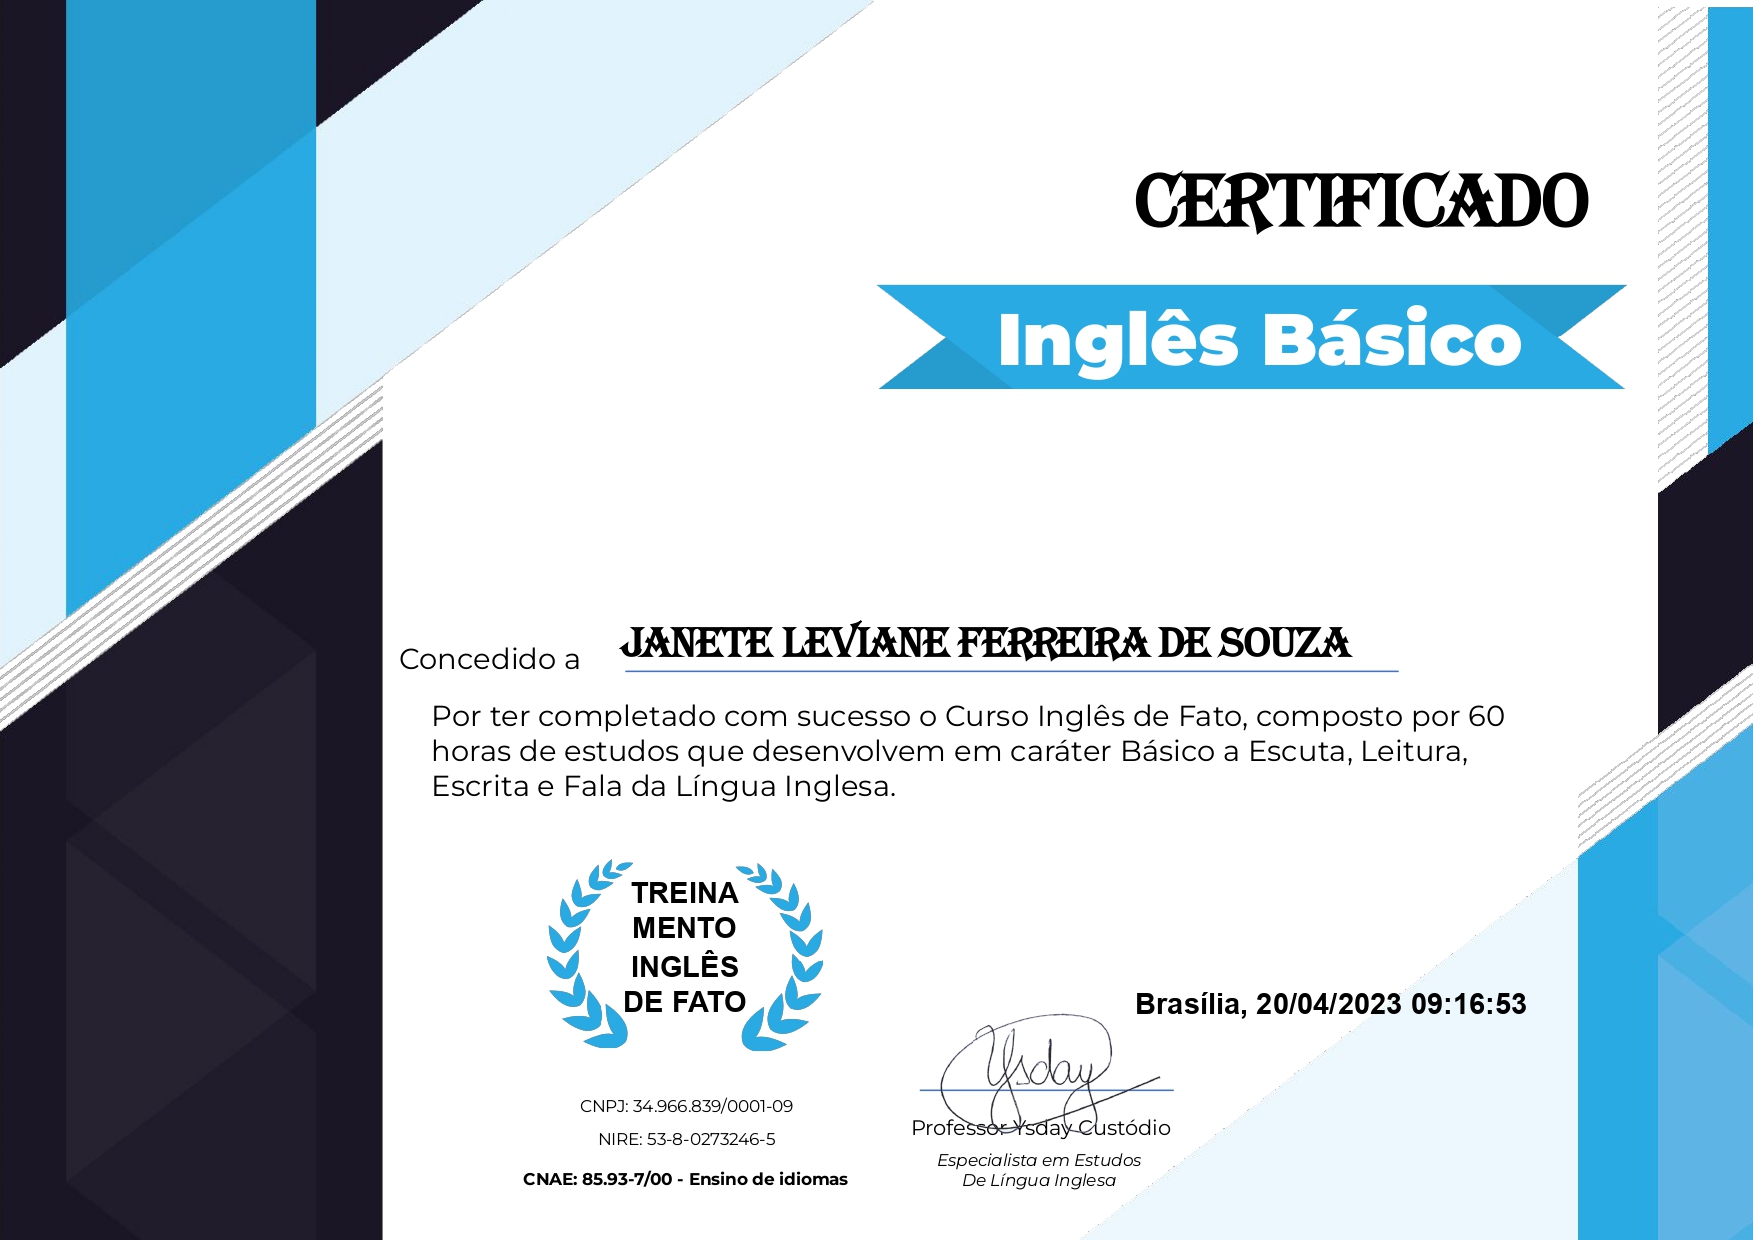 CERTIFICADO
Inglês Básico
Concedido a JANETE LEVIANE FERREIRA DE SOUZA
Por ter completado com sucesso o Curso Inglês de Fato, composto por 60
horas de estudos que desenvolvem em caráter Básico a Escuta, Leitura,
Escrita e Fala da Língua Inglesa.
TREINA
MENTO
INGLÊS
DE FATO
Brasília, 20/04/2023 09:16:53
Ysday
CNPJ: 34.966.839/0001-09
NIRE: 53-8-0273246-5
CNAE: 85.93-7/00 - Ensino de idiomas
Professor Ysday Custódio
Especialista em Estudos
De Língua Inglesa